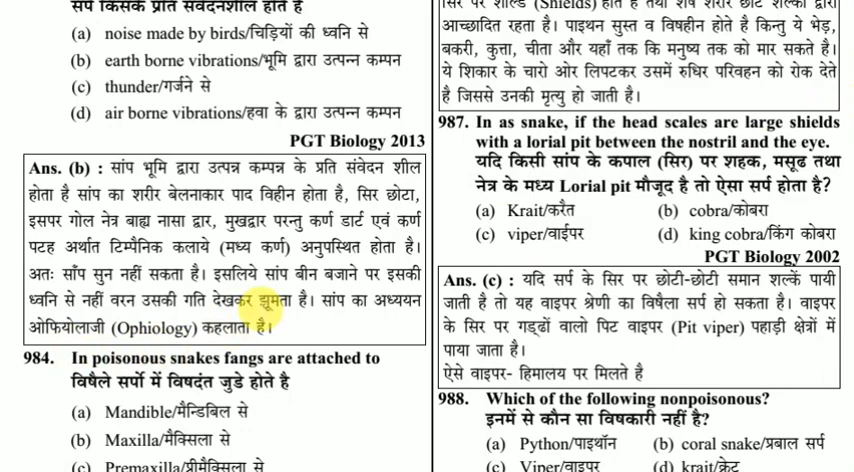 सर्प किसके प्रति संवेदनशील होते हैं
(a) noise made by birds/चिड़ियों की ध्वनि से
(b) earth borne vibrations/भूमि द्वारा उत्पन्न कम्पन
(c) thunder/गर्जने से
(d) air borne vibrations/हवा के द्वारा उत्पन्न कम्पन
PGT Biology 2013
Ans. (b) : सांप भूमि द्वारा उत्पन्न कम्पन्न के प्रति संवेदन शील
होता है सांप का शरीर बेलनाकार पाद विहीन होता है, सिर छोटा,
इसपर गोल नेत्र बाह्य नासा द्वार, मुखद्वार परन्तु कर्ण डार्ट एवं कर्ण
पटह अर्थात टिम्पैनिक कलाये (मध्य कर्ण) अनुपस्थित होता है।
अतः साँप सुन नहीं सकता है। इसलिये सांप बीन बजाने पर इसकी
ध्वनि से नहीं वरन उसकी गति देखकर झूमता है। सांप का अध्ययन
ओफियोलाजी (Ophiology) कहलाता है।
984. In poisonous snakes fangs are attached to
विषैले सर्पों में विषदंत जुडे होते है
(a) Mandible/मैन्डिबिल से
(b) Maxilla/मैक्सिला से
(c) Premaxilla/प्रीमैक्सिला से
सिर पर शील्ड (Shields) होते है तथा शेष शरीर छोटे शल्कों द्वारा
आच्छादित रहता है। पाइथन सुस्त व विषहीन होते है किन्तु ये भेड़,
बकरी, कुत्ता, चीता और यहाँ तक कि मनुष्य तक को मार सकते है।
ये शिकार के चारो ओर लिपटकर उसमें रुधिर परिवहन को रोक देते
है जिससे उनकी मृत्यु हो जाती है।
987. In as snake, if the head scales are large shields
with a lorial pit between the nostril and the eye.
यदि किसी सांप के कपाल (सिर) पर शहक, मसूढ तथा
नेत्र के मध्य Lorial pit मौजूद है तो ऐसा सर्प होता है?
(a) Krait/करैत (b) cobra/कोबरा
(c) viper/वाईपर (d) king cobra/किंग कोबरा
PGT Biology 2002
Ans. (c) : यदि सर्प के सिर पर छोटी-छोटी समान शल्कें पायी
जाती है तो यह वाइपर श्रेणी का विषैला सर्प हो सकता है। वाइपर
के सिर पर गड्ढों वालो पिट वाइपर (Pit viper) पहाड़ी क्षेत्रों में
पाया जाता है।
ऐसे वाइपर- हिमालय पर मिलते है
988. Which of the following nonpoisonous?
इनमें से कौन सा विषकारी नहीं है?
(a) Python/पाइथॉन (b) coral snake/प्रबाल सर्प
(c) Viper/वाइपर (d) krait/क्रेट